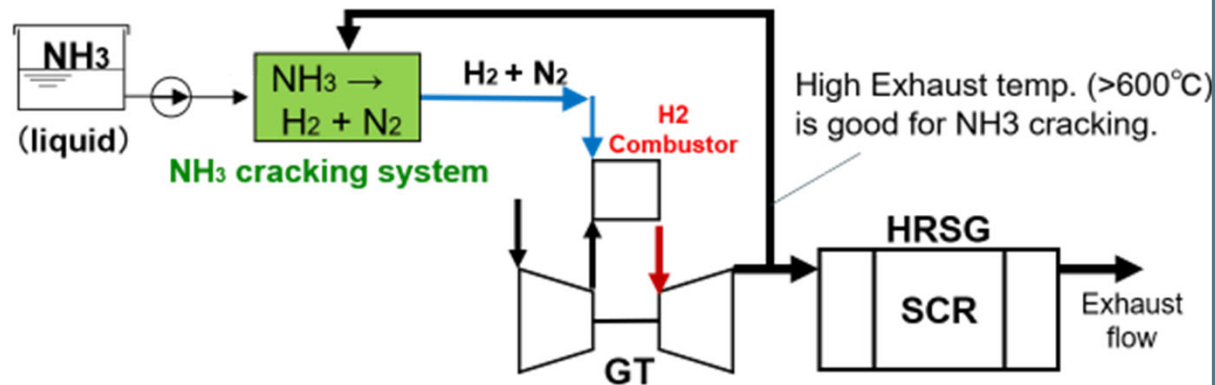 NH3
(liquid)
NH3 →
H2 + N2
NH3 cracking system
H2 + N2
H2
Combustor
High Exhaust temp. (>600℃)
is good for NH3 cracking.
GT
HRSG
SCR
Exhaust
flow